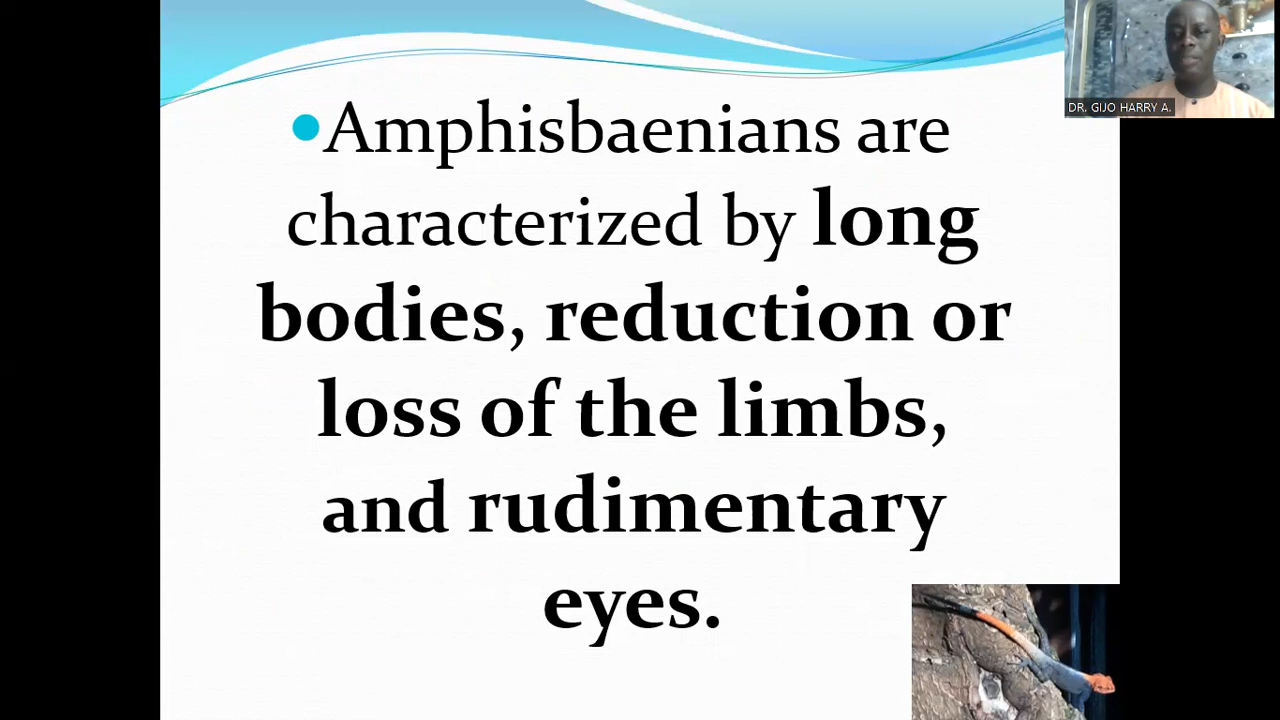 DR. GIJO HARRY A.
•Amphisbaenians are
characterized by long
bodies, reduction or
loss of the limbs,
and rudimentary
eyes.